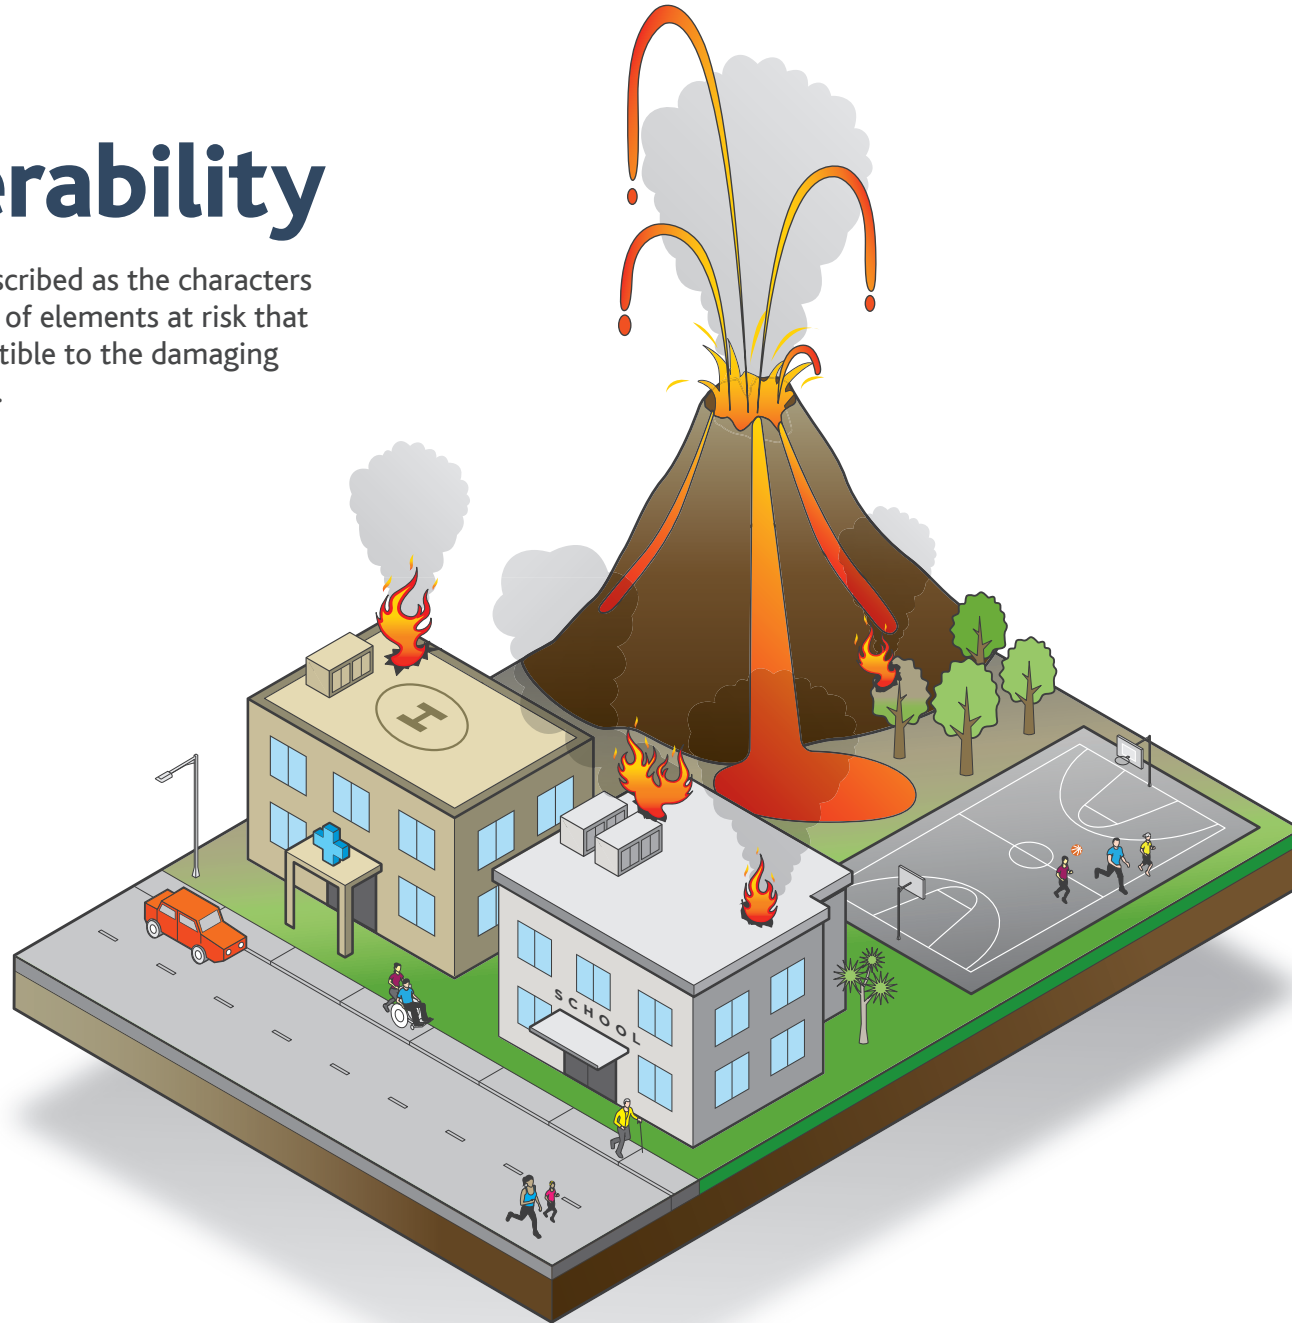 erability
scribed as the characters
of elements at risk that
tible to the damaging
.
H
SCHOOL